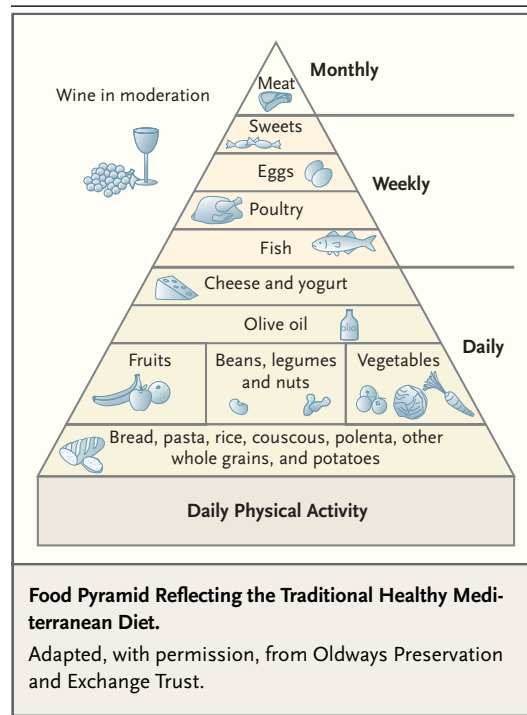 Monthly
Meat
Wine in moderation
Sweets
Eggs
Weekly
Poultry
Fish
Cheese and yogurt
Olive oil
olio
Daily
Fruits
Beans, legumes
and nuts
Vegetables
Bread, pasta, rice, couscous, polenta, other
whole grains, and potatoes
Daily Physical Activity
Food Pyramid Reflecting the Traditional Healthy Medi-
terranean Diet.
Adapted, with permission, from Oldways Preservation
and Exchange Trust.